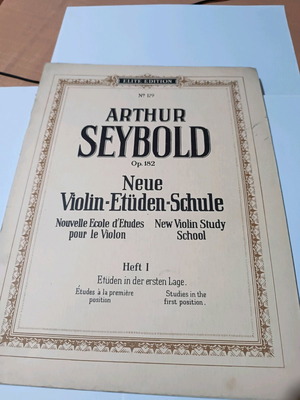 ELITE EDITION
No 179
ARTHUR
SEYBOLD
Op. 182
Neue
Violin-Etüden-Schule
Nouvelle Ecole d'Etudes
pour le Violon
New Violin Study
School
Heft I
Etüden in der ersten Lage.
Études à la première
position
Studies in the
first position.